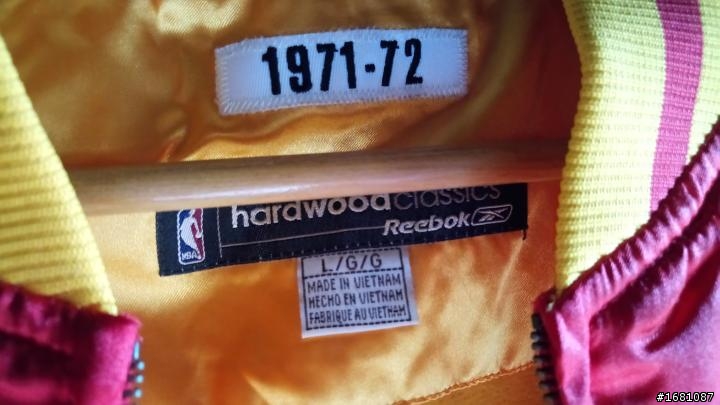 1971-72
hardwood classics
NBA
Reebok
L/G/G
MADE IN VIETNAM
HECHO EN VIETNAM
FABRIQUE AU VIETNAM
#1681087